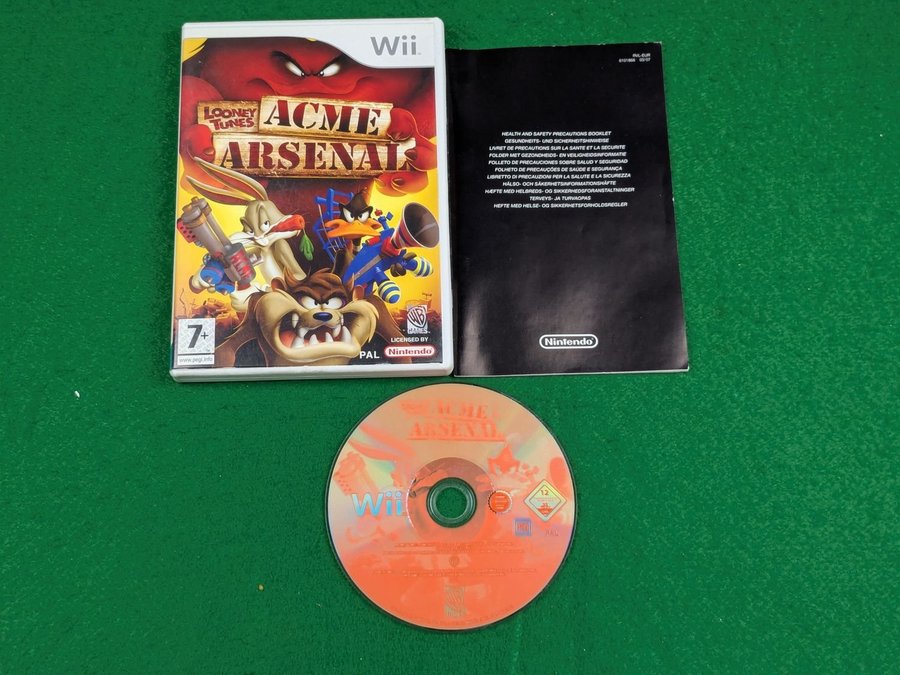 Wii
LOONEY
TUNES
ACME
ARSENAL
7+
www.pegi.info
PAL
WB
GAMES
LICENSED BY
Nintendo
RVL-EUR
HEALTH AND SAFETY PRECAUTIONS BOOKLET
GESUNDHEITS- UND SICHERHEITSHINWEISE
LIVRET DE PRECAUTIONS SUR LA SANTE ET LA SECURITE
FOLDER MET GEZONDHEIDS- EN VEILIGHEIDSINFORMATIE
FOLLETO DE PRECAUCIONES SOBRE SALUD Y SEGURIDAD
FOLHETO DE PRECAUÇÕES DE SAÚDE E SEGURANÇA
LIBRETTO DI PRECAUZIONI PER LA SALUTE E LA SICUREZZA
HÄLSO- OCH SÄKERHETSINFORMATIONSHÄFTE
HÆFTE MED HELBREDS- OG SIKKERHEDSFORANSTALTNINGER
TERVEYS- JA TURVAOPAS
HEFTE MED HELSE- OG SIKKERHETSFORHOLDSREGLER
Nintendo
ACME
ARSENAL
Wii
12